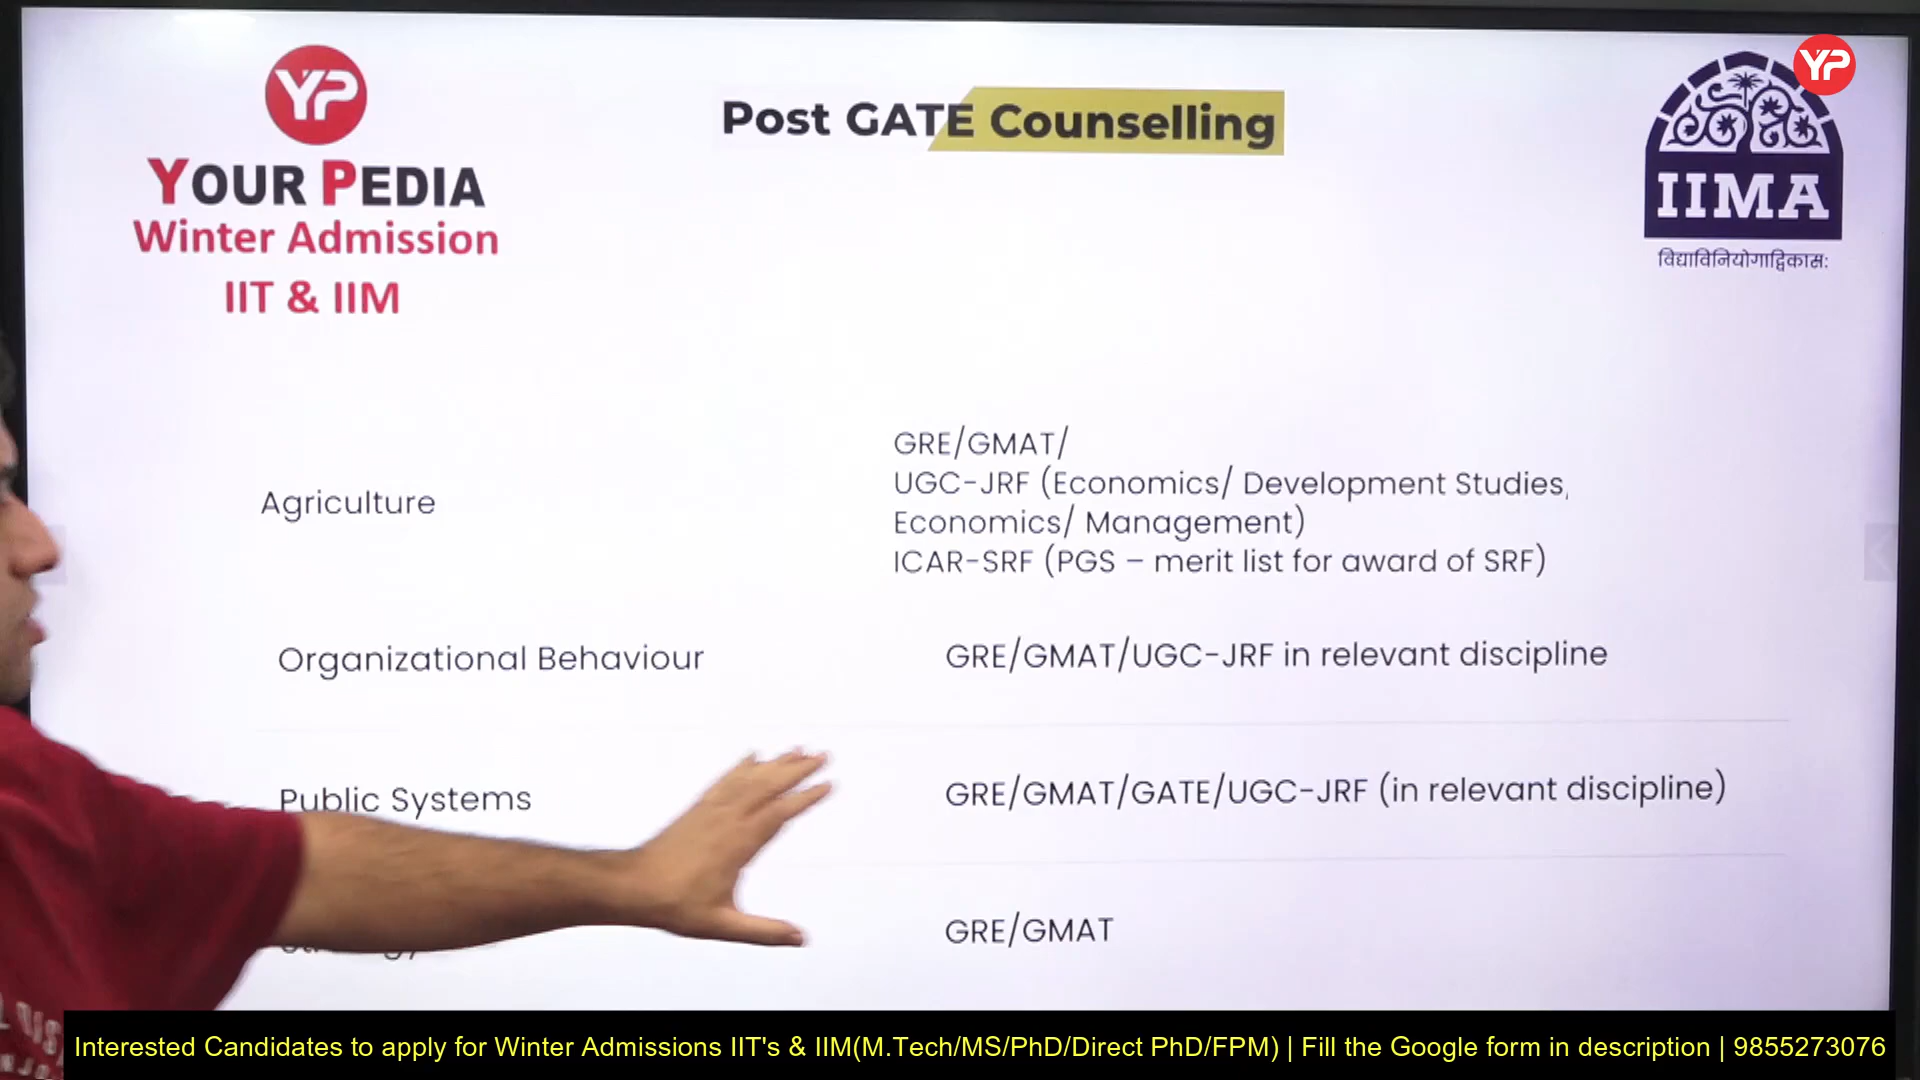 YP
YOUR PEDIA
Winter Admission
IIT & IIM
Post GATE Counselling
YP
IIMA
विद्याविनियोगाद्विकास:
Agriculture
GRE/GMAT/
UGC-JRF (Economics/ Development Studies,
Economics/ Management)
ICAR-SRF (PGS – merit list for award of SRF)
Organizational Behaviour
GRE/GMAT/UGC-JRF in relevant discipline
Public Systems
GRE/GMAT/GATE/UGC-JRF (in relevant discipline)
GRE/GMAT
Interested Candidates to apply for Winter Admissions IIT's & IIM(M.Tech/MS/PhD/Direct PhD/FPM) | Fill the Google form in description | 9855273076